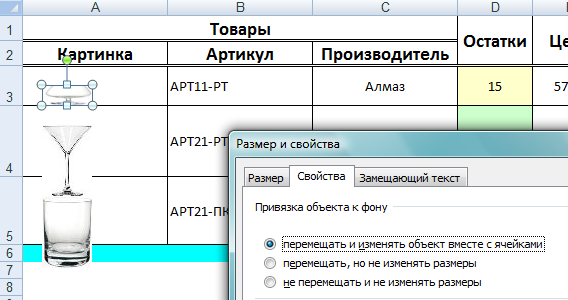 A B C D
1 Товары Остатки Це
2 Картинка Артикул Производитель
3 АРТ11-РТ Алмаз 15 57
4 АРТ21-РТ
5 АРТ21-ПК
6
7
8
Размер и свойства
Размер Свойства Замещающий текст
Привязка объекта к фону
перемещать и изменять объект вместе с ячейками
перемещать, но не изменять размеры
не перемещать и не изменять размеры